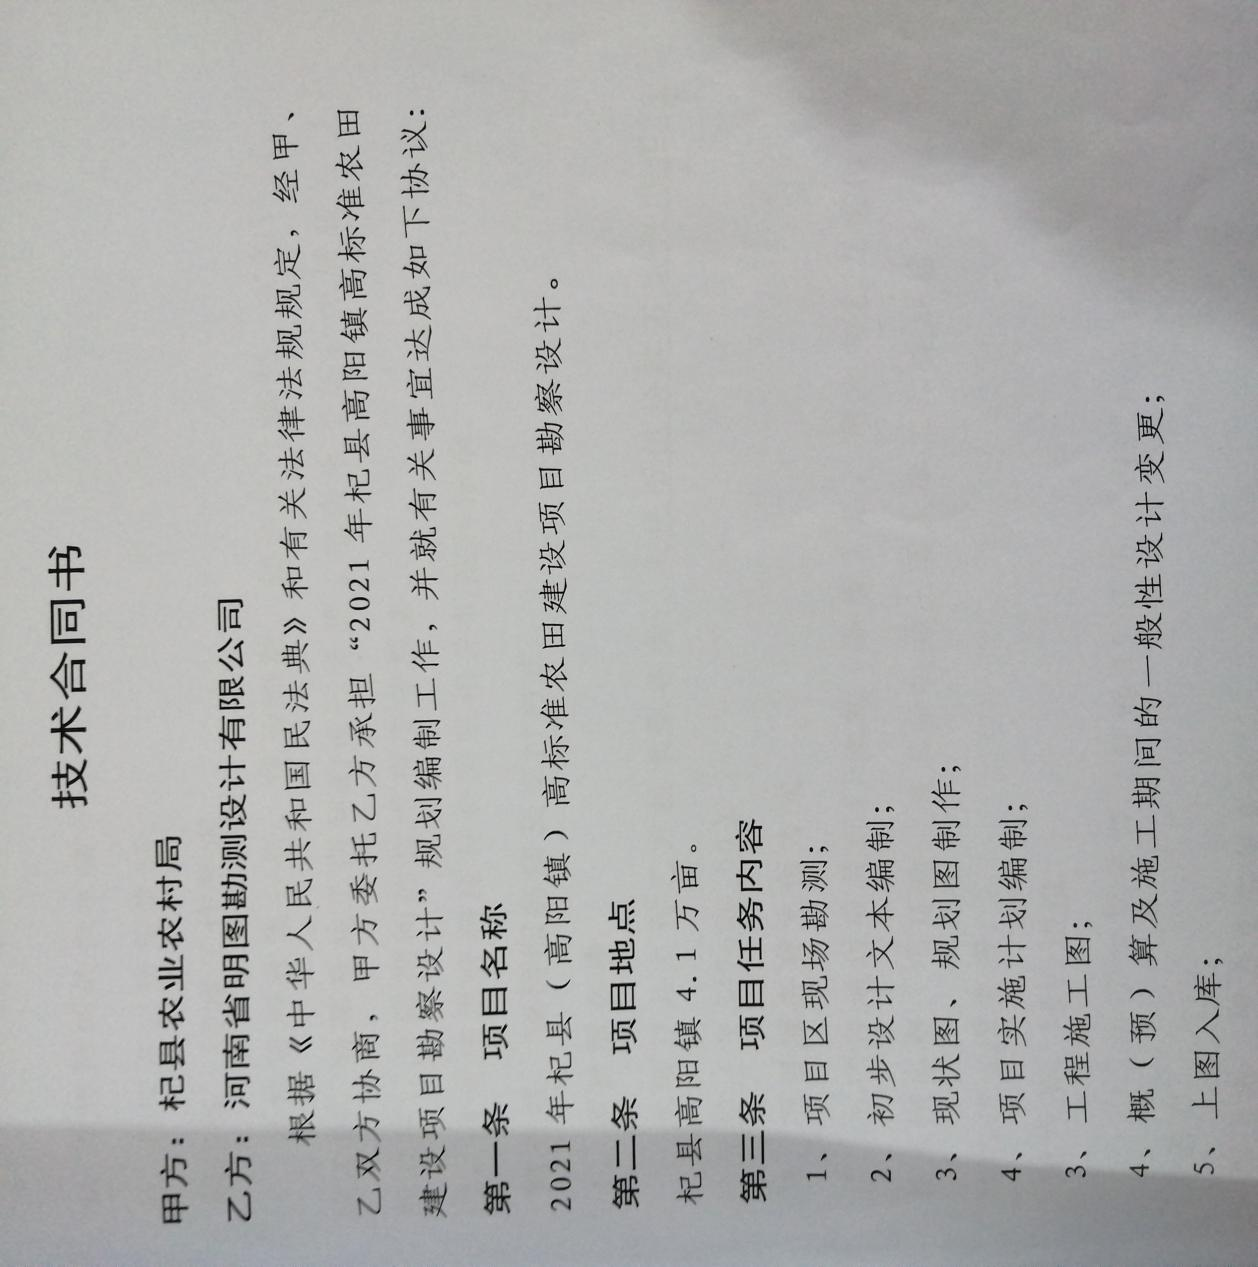 技术合同书
甲方：杞县农业农村局
乙方：河南省明图勘测设计有限公司
根据《中华人民共和国民法典》和有关法律法规规定，经甲、
乙双方协商，甲方委托乙方承担“2021 年杞县高阳镇高标准农田
建设项目勘察设计”规划编制工作，并就有关事宜达成如下协议：
第一条 项目名称
2021 年杞县（高阳镇）高标准农田建设项目勘察设计。
第二条 项目地点
杞县高阳镇 4.1 万亩。
第三条 项目任务内容
1、项目区现场勘测；
2、初步设计文本编制；
3、现状图、规划图制作；
4、项目实施计划编制；
3、工程施工图；
4、概（预）算及施工期间的一般性设计变更；
5、上图入库；